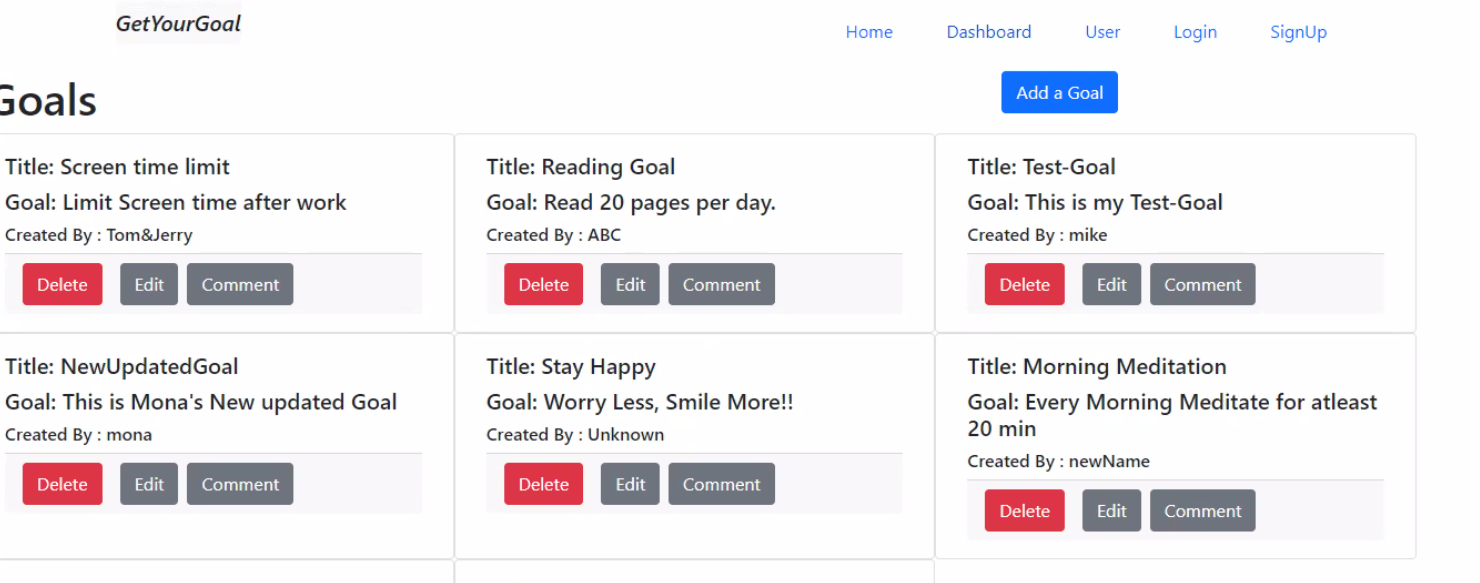 GetYourGoal
Home Dashboard User Login SignUp
Goals
Add a Goal
Title: Screen time limit
Goal: Limit Screen time after work
Created By : Tom&Jerry
Delete Edit Comment
Title: Reading Goal
Goal: Read 20 pages per day.
Created By : ABC
Delete Edit Comment
Title: Test-Goal
Goal: This is my Test-Goal
Created By : mike
Delete Edit Comment
Title: NewUpdatedGoal
Goal: This is Mona's New updated Goal
Created By : mona
Delete Edit Comment
Title: Stay Happy
Goal: Worry Less, Smile More!!
Created By : Unknown
Delete Edit Comment
Title: Morning Meditation
Goal: Every Morning Meditate for atleast
20 min
Created By : newName
Delete Edit Comment